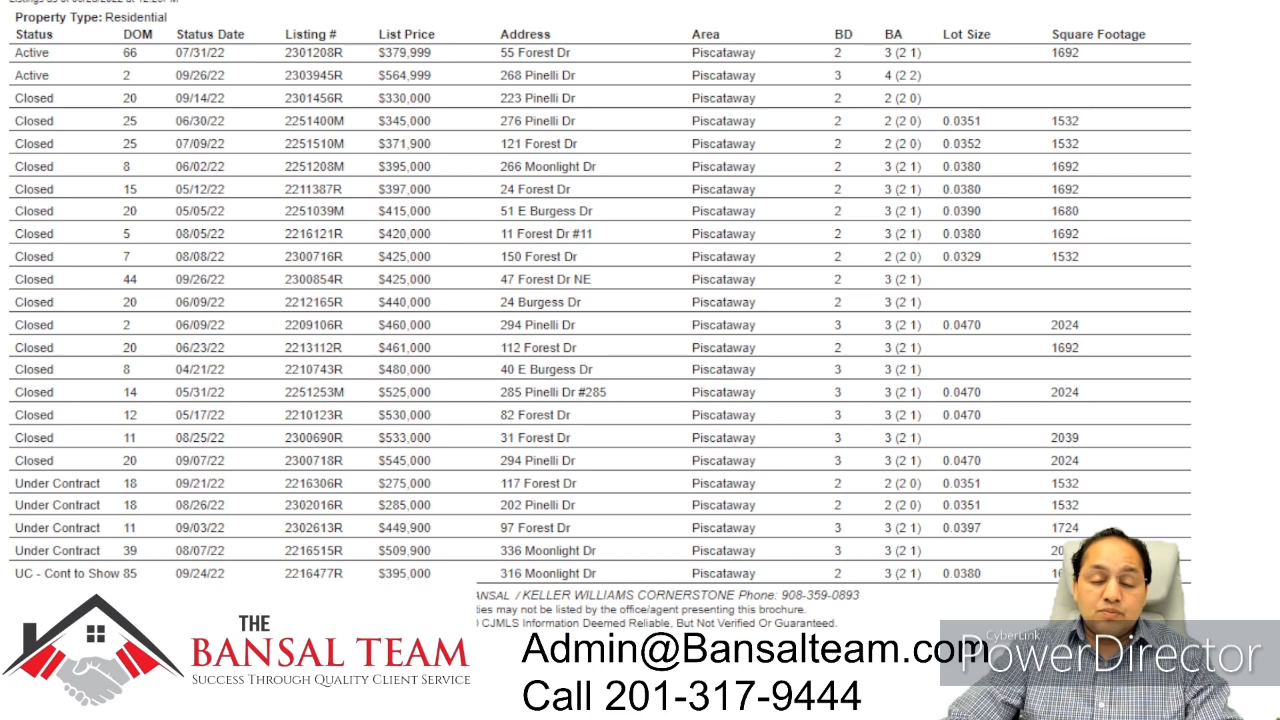 Property Type: Residential
Status DOM Status Date Listing # List Price Address Area BD BA Lot Size Square Footage
Active 66 07/31/22 2301208R $379,999 55 Forest Dr Piscataway 2 3 (2 1) 1692
Active 2 09/26/22 2303945R $564,999 268 Pinelli Dr Piscataway 3 4 (2 2)
Closed 20 09/14/22 2301456R $330,000 223 Pinelli Dr Piscataway 2 2 (2 0)
Closed 25 06/30/22 2251400M $345,000 276 Pinelli Dr Piscataway 2 2 (2 0) 0.0351 1532
Closed 25 07/09/22 2251510M $371,900 121 Forest Dr Piscataway 2 2 (2 0) 0.0352 1532
Closed 8 06/02/22 2251208M $395,000 266 Moonlight Dr Piscataway 2 3 (2 1) 0.0380 1692
Closed 15 05/12/22 2211387R $397,000 24 Forest Dr Piscataway 2 3 (2 1) 0.0380 1692
Closed 20 05/05/22 2251039M $415,000 51 E Burgess Dr Piscataway 2 3 (2 1) 0.0390 1680
Closed 5 08/05/22 2216121R $420,000 11 Forest Dr #11 Piscataway 2 3 (2 1) 0.0380 1692
Closed 7 08/08/22 2300716R $425,000 150 Forest Dr Piscataway 2 2 (2 0) 0.0329 1532
Closed 44 09/26/22 2300854R $425,000 47 Forest Dr NE Piscataway 2 3 (2 1)
Closed 20 06/09/22 2212165R $440,000 24 Burgess Dr Piscataway 2 3 (2 1)
Closed 2 06/09/22 2209106R $460,000 294 Pinelli Dr Piscataway 3 3 (2 1) 0.0470 2024
Closed 20 06/23/22 2213112R $461,000 112 Forest Dr Piscataway 2 3 (2 1) 1692
Closed 8 04/21/22 2210743R $480,000 40 E Burgess Dr Piscataway 3 3 (2 1)
Closed 14 05/31/22 2251253M $525,000 285 Pinelli Dr #285 Piscataway 3 3 (2 1) 0.0470 2024
Closed 12 05/17/22 2210123R $530,000 82 Forest Dr Piscataway 3 3 (2 1) 0.0470
Closed 11 08/25/22 2300690R $533,000 31 Forest Dr Piscataway 3 3 (2 1) 2039
Closed 20 09/07/22 2300718R $545,000 294 Pinelli Dr Piscataway 3 3 (2 1) 0.0470 2024
Under Contract 18 09/21/22 2216306R $275,000 117 Forest Dr Piscataway 2 2 (2 0) 0.0351 1532
Under Contract 18 08/26/22 2302016R $285,000 202 Pinelli Dr Piscataway 2 2 (2 0) 0.0351 1532
Under Contract 11 09/03/22 2302613R $449,900 97 Forest Dr Piscataway 3 3 (2 1) 0.0397 1724
Under Contract 39 08/07/22 2216515R $509,900 336 Moonlight Dr Piscataway 3 3 (2 1)
UC - Cont to Show 85 09/24/22 2216477R $395,000 316 Moonlight Dr Piscataway 2 3 (2 1) 0.0380
/ KELLER WILLIAMS CORNERSTONE Phone: 908-359-0893
may not be listed by the office/agent presenting this brochure.
CJMLS Information Deemed Reliable, But Not Verified Or Guaranteed.
THE
BANSAL TEAM
SUCCESS THROUGH QUALITY CLIENT SERVICE
Admin@Bansalteam.com
Call 201-317-9444
CyberLink
PowerDirector